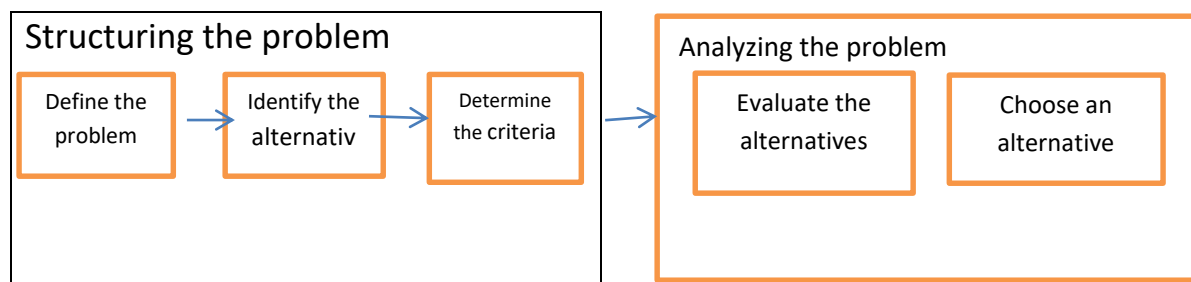 Structuring the problem
Define the
problem
Identify the
alternativ
Determine
the criteria
Analyzing the problem
Evaluate the
alternatives
Choose an
alternative